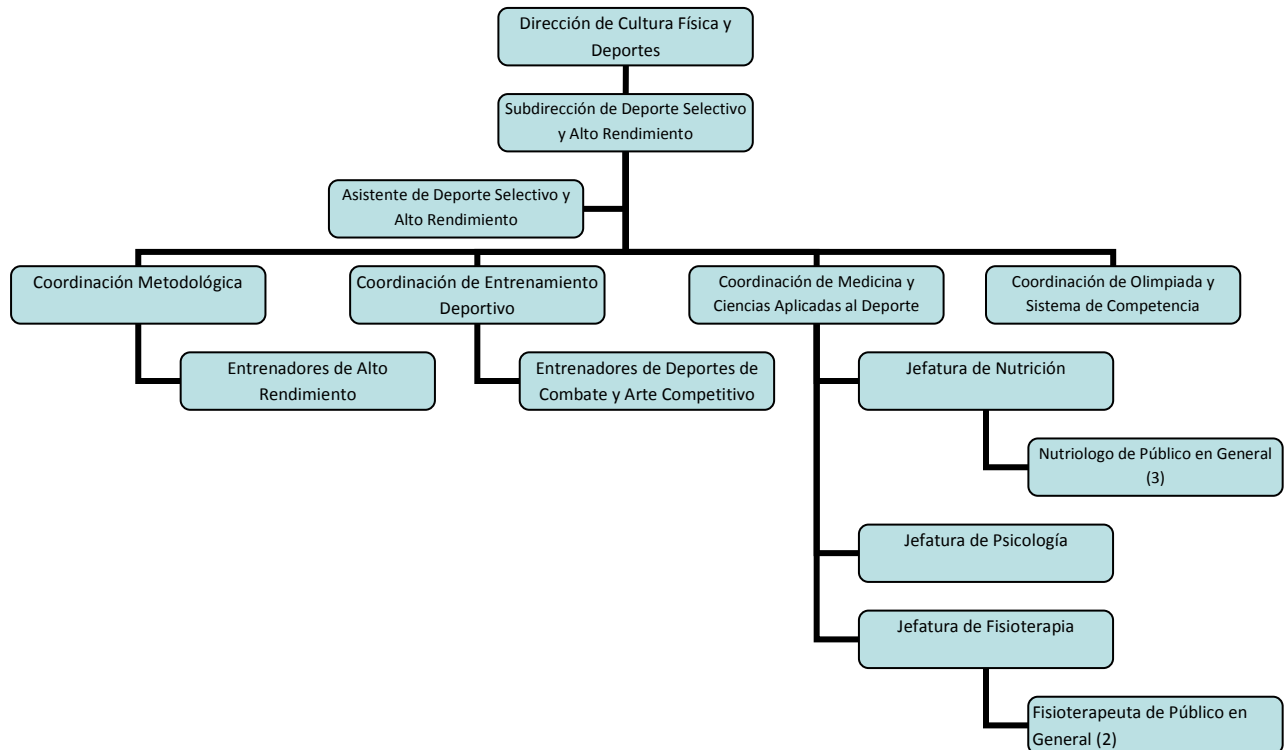 Dirección de Cultura Física y
Deportes
Subdirección de Deporte Selectivo
y Alto Rendimiento
Asistente de Deporte Selectivo y
Alto Rendimiento
Coordinación Metodológica
Coordinación de Entrenamiento
Deportivo
Coordinación de Medicina y
Ciencias Aplicadas al Deporte
Coordinación de Olimpiada y
Sistema de Competencia
Entrenadores de Alto
Rendimiento
Entrenadores de Deportes de
Combate y Arte Competitivo
Jefatura de Nutrición
Nutriologo de Público en General
(3)
Jefatura de Psicología
Jefatura de Fisioterapia
Fisioterapeuta de Público en
General (2)